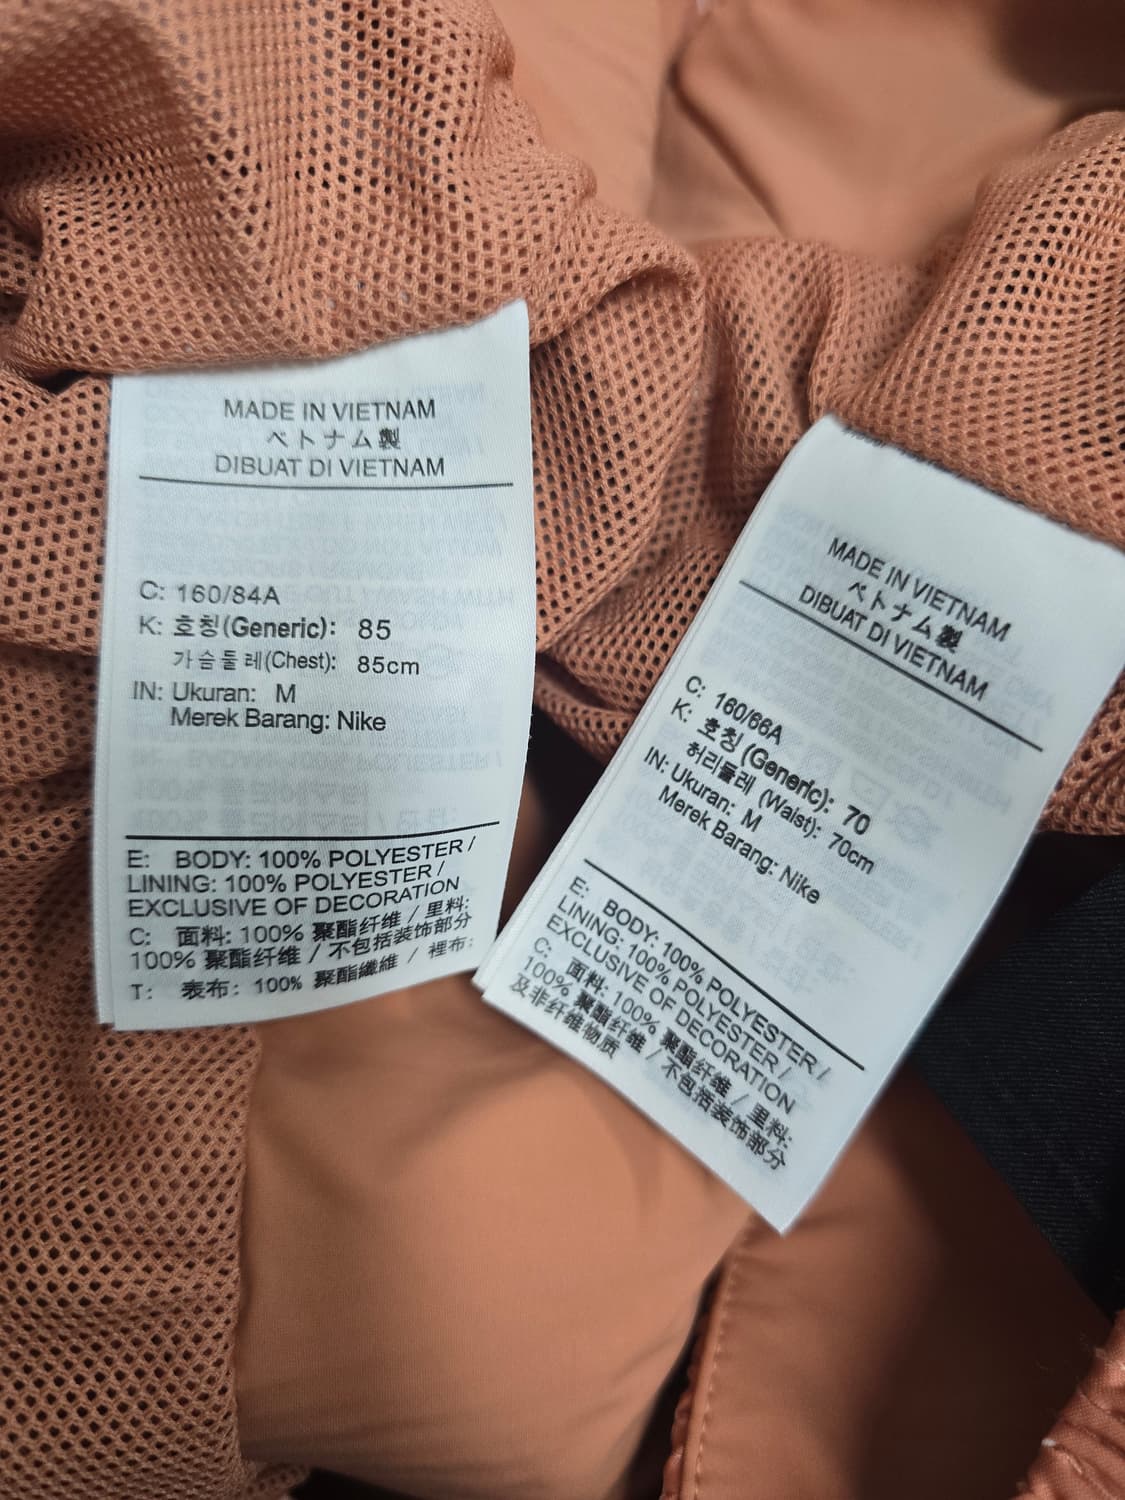 MADE IN VIETNAM
ベトナム製
DIBUAT DI VIETNAM
C: 160/84A
K: 호칭(Generic): 85
가슴둘레(Chest): 85cm
IN: Ukuran: M
Merek Barang: Nike
E: BODY: 100% POLYESTER /
LINING: 100% POLYESTER /
EXCLUSIVE OF DECORATION
C: 面料: 100% 聚酯纤维 / 里料:
100% 聚酯纤维 / 不包括装饰部分
T: 表布: 100% 聚酯纖維 / 裡布:
MADE IN VIETNAM
ベトナム製
DIBUAT DI VIETNAM
C: 160/66A
K: 호칭(Generic): 70
허리둘레 (Waist): 70cm
IN: Ukuran: M
Merek Barang: Nike
E: BODY: 100% POLYESTER /
LINING: 100% POLYESTER /
EXCLUSIVE OF DECORATION
C: 面料: 100% 聚酯纤维 / 里料:
100% 聚酯纤维 / 不包括装饰部分
及非纤维物质